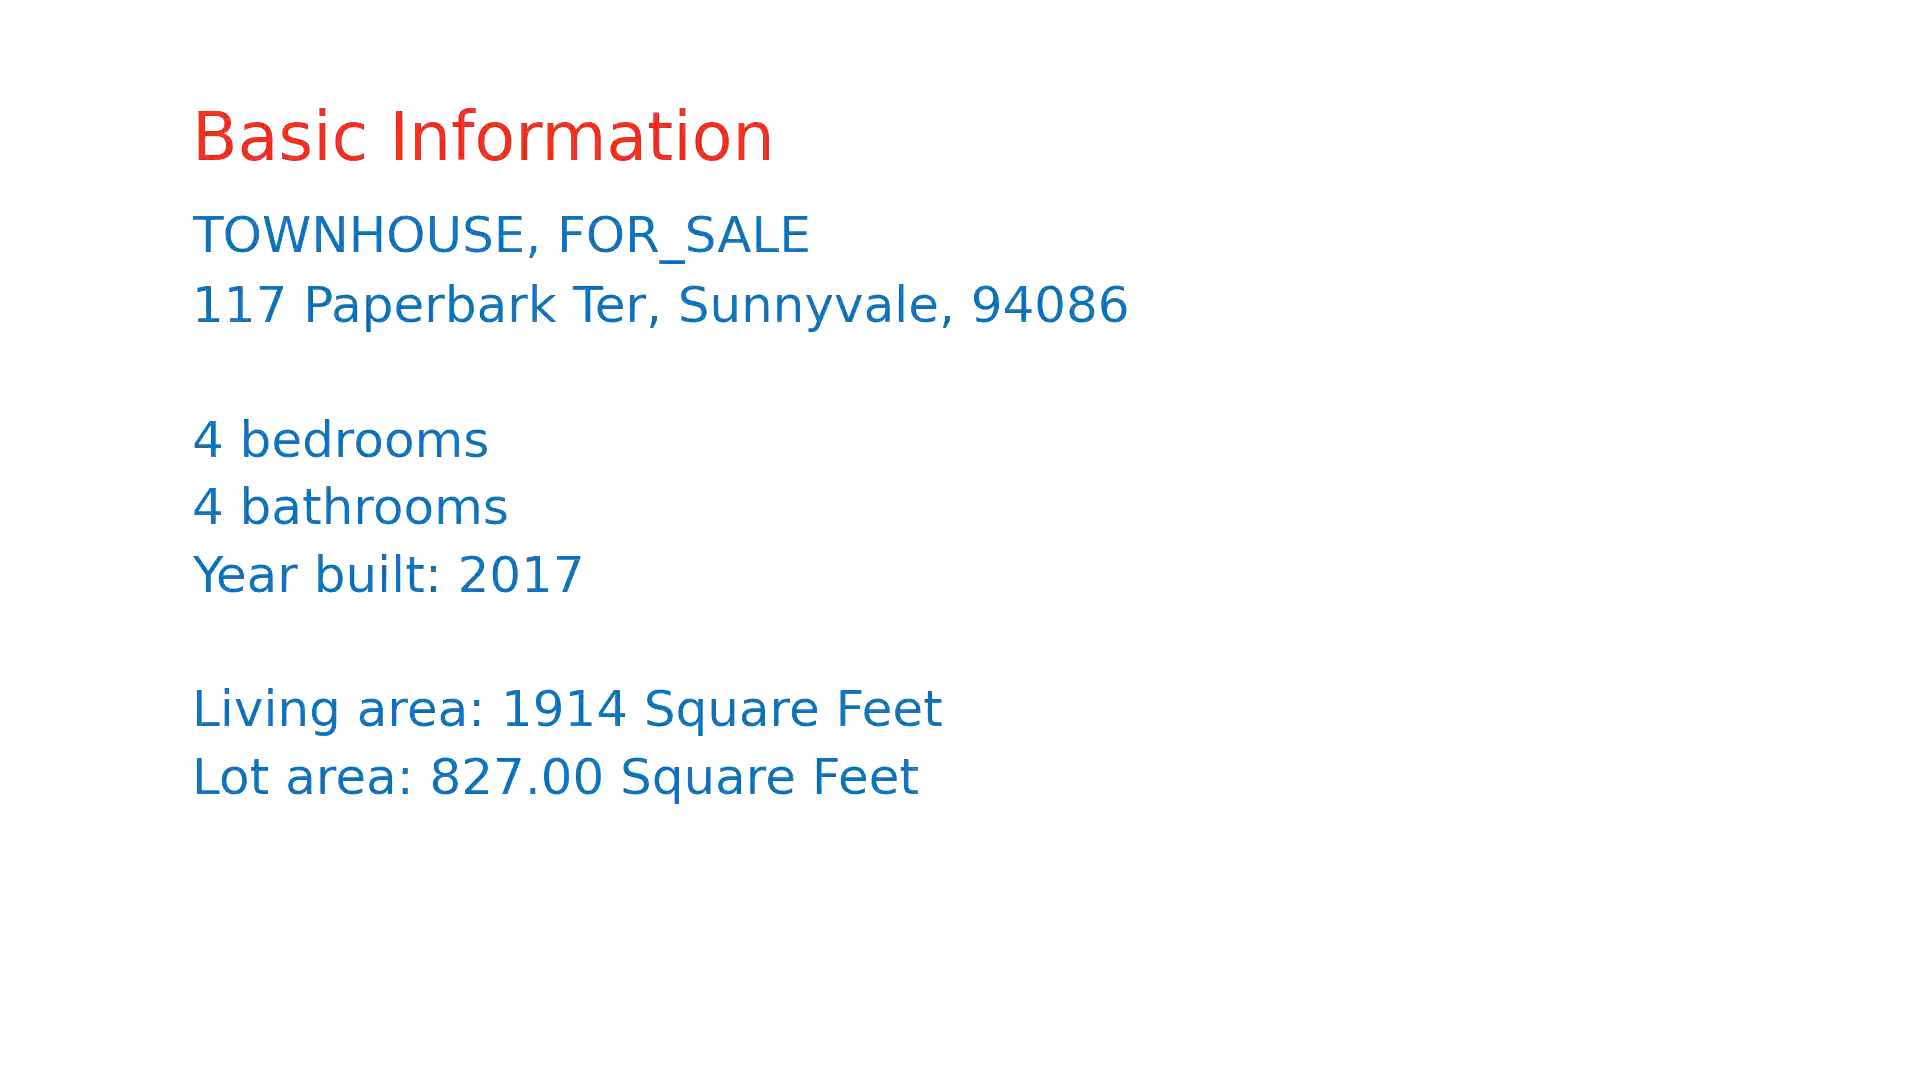 Basic Information
TOWNHOUSE, FOR_SALE
117 Paperbark Ter, Sunnyvale, 94086
4 bedrooms
4 bathrooms
Year built: 2017
Living area: 1914 Square Feet
Lot area: 827.00 Square Feet